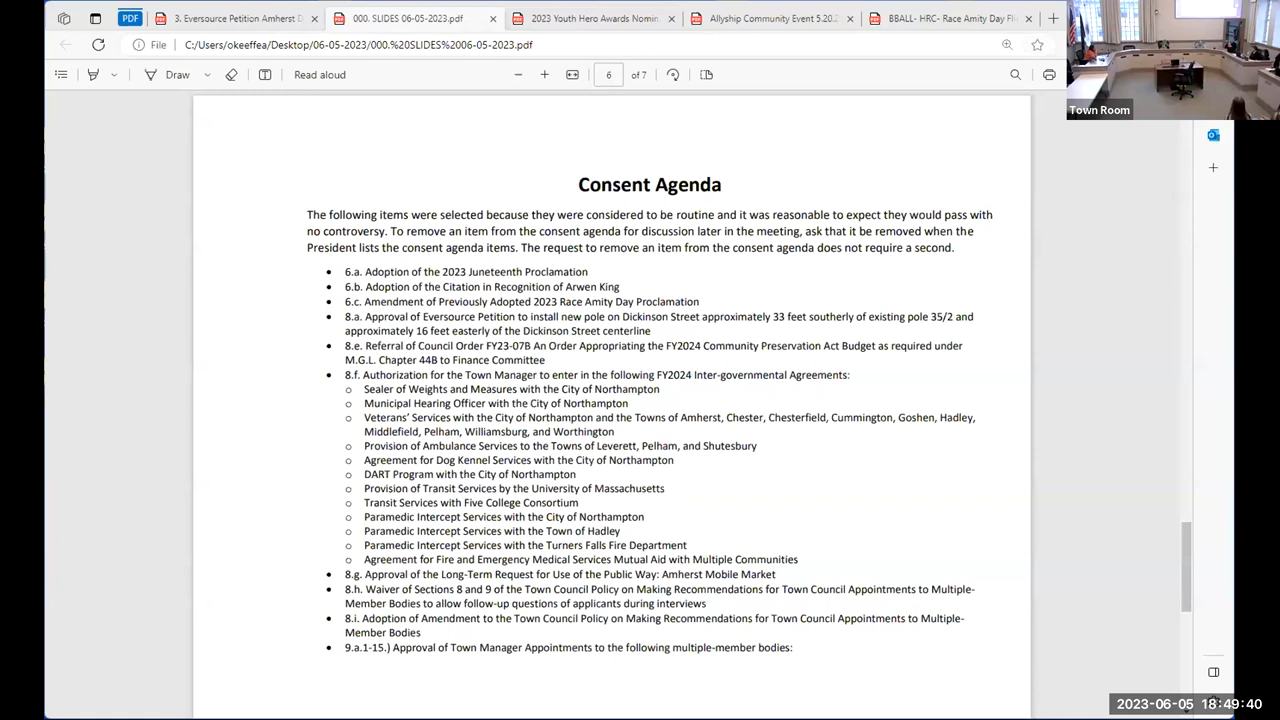 PDF
3. Eversource Petition Amherst D
000. SLIDES 06-05-2023.pdf
2023 Youth Hero Awards Nomin
Allyship Community Event 5.20.
BBALL- HRC- Race Amity Day Fl
File
C:/Users/okeeffea/Desktop/06-05-2023/000.%20SLIDES%2006-05-2023.pdf
Draw
Read aloud
6
of 7
Town Room
Consent Agenda
The following items were selected because they were considered to be routine and it was reasonable to expect they would pass with
no controversy. To remove an item from the consent agenda for discussion later in the meeting, ask that it be removed when the
President lists the consent agenda items. The request to remove an item from the consent agenda does not require a second.
• 6.a. Adoption of the 2023 Juneteenth Proclamation
• 6.b. Adoption of the Citation in Recognition of Arwen King
• 6.c. Amendment of Previously Adopted 2023 Race Amity Day Proclamation
• 8.a. Approval of Eversource Petition to install new pole on Dickinson Street approximately 33 feet southerly of existing pole 35/2 and
approximately 16 feet easterly of the Dickinson Street centerline
• 8.e. Referral of Council Order FY23-07B An Order Appropriating the FY2024 Community Preservation Act Budget as required under
M.G.L. Chapter 44B to Finance Committee
• 8.f. Authorization for the Town Manager to enter in the following FY2024 Inter-governmental Agreements:
o Sealer of Weights and Measures with the City of Northampton
o Municipal Hearing Officer with the City of Northampton
o Veterans' Services with the City of Northampton and the Towns of Amherst, Chester, Chesterfield, Cummington, Goshen, Hadley,
Middlefield, Pelham, Williamsburg, and Worthington
o Provision of Ambulance Services to the Towns of Leverett, Pelham, and Shutesbury
o Agreement for Dog Kennel Services with the City of Northampton
o DART Program with the City of Northampton
o Provision of Transit Services by the University of Massachusetts
o Transit Services with Five College Consortium
o Paramedic Intercept Services with the City of Northampton
o Paramedic Intercept Services with the Town of Hadley
o Paramedic Intercept Services with the Turners Falls Fire Department
o Agreement for Fire and Emergency Medical Services Mutual Aid with Multiple Communities
• 8.g. Approval of the Long-Term Request for Use of the Public Way: Amherst Mobile Market
• 8.h. Waiver of Sections 8 and 9 of the Town Council Policy on Making Recommendations for Town Council Appointments to Multiple-
Member Bodies to allow follow-up questions of applicants during interviews
• 8.i. Adoption of Amendment to the Town Council Policy on Making Recommendations for Town Council Appointments to Multiple-
Member Bodies
• 9.a.1-15.) Approval of Town Manager Appointments to the following multiple-member bodies:
2023-06-05 18:49:40